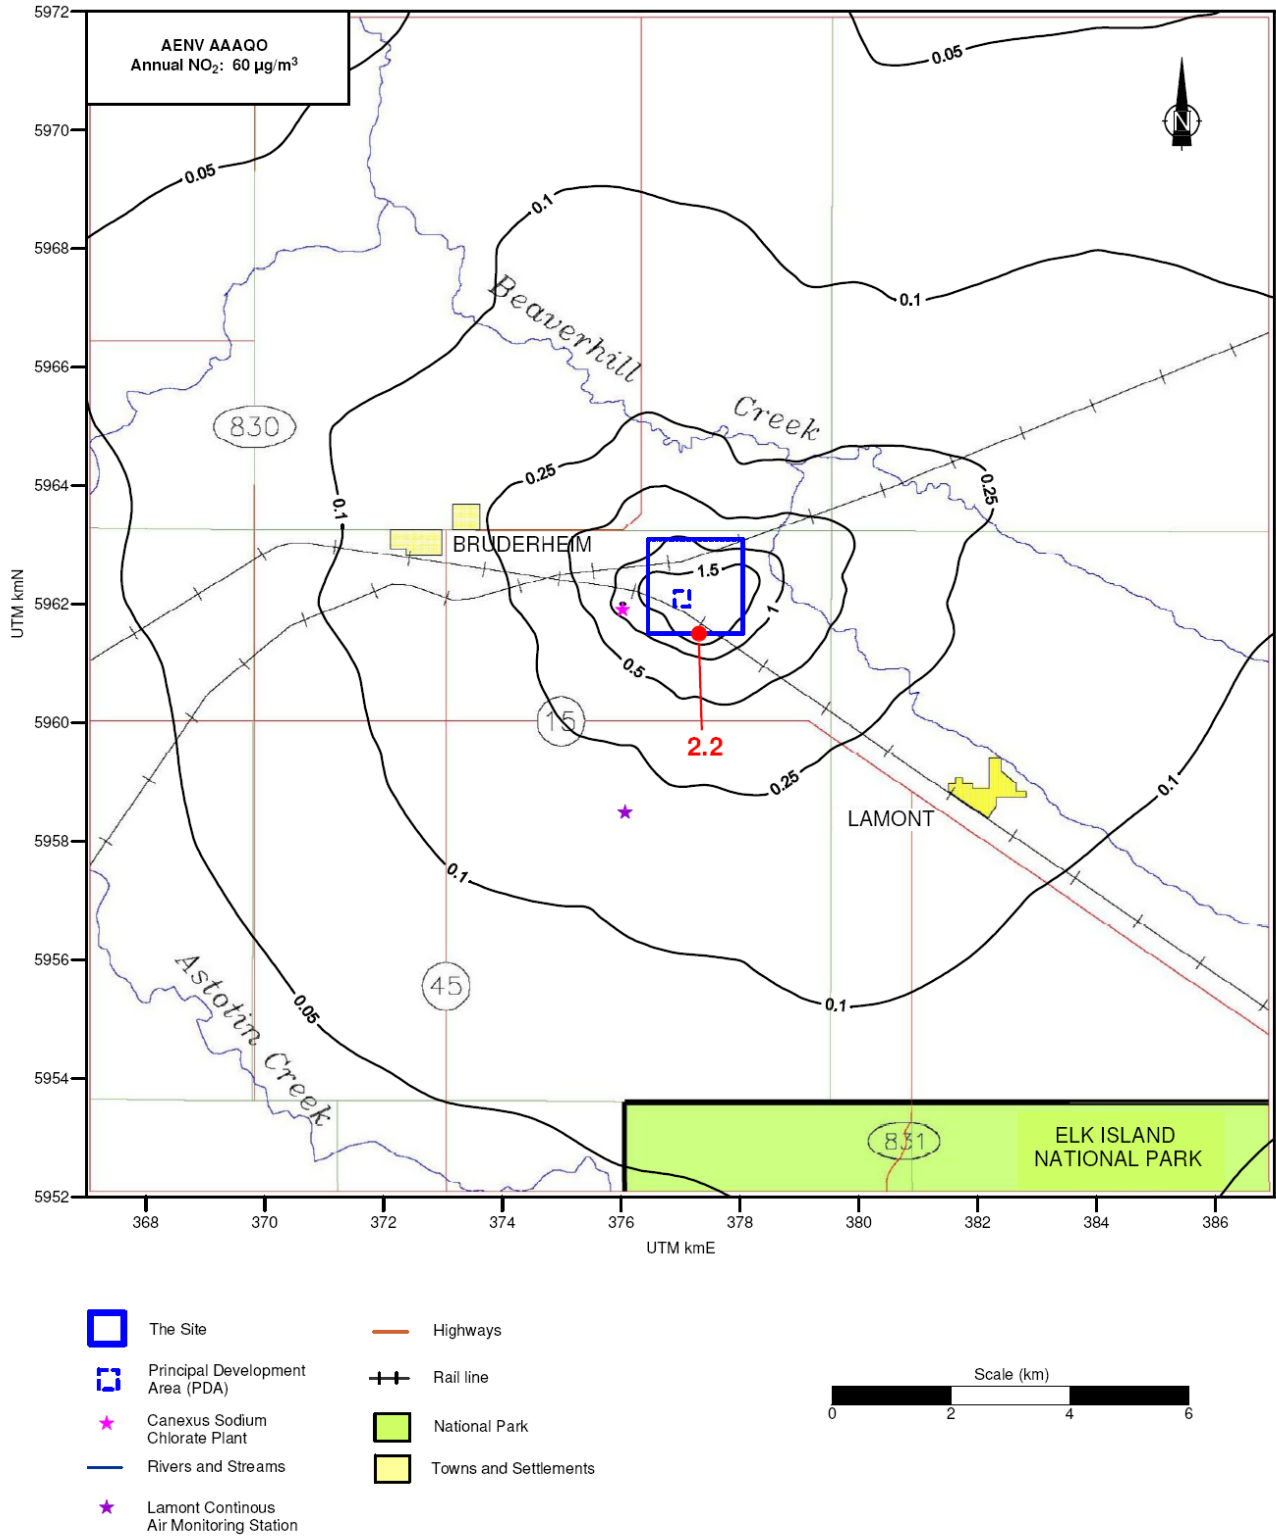 AENV AAAQO
Annual NO₂: 60 µg/m³
5972
5970
5968
5966
5964
5962
5960
5958
5956
5954
5952
UTM kmN
368
370
372
374
376
378
380
382
384
386
UTM kmE
N
0.05
0.05
0.1
0.1
Beaverhill
Creek
830
0.25
0.25
0.1
BRUDERHEIM
1.5
1
0.5
15
2.2
0.25
0.1
LAMONT
0.1
45
0.1
0.05
Astotin Creek
831
ELK ISLAND
NATIONAL PARK
The Site
Principal Development
Area (PDA)
Canexus Sodium
Chlorate Plant
Rivers and Streams
Lamont Continous
Air Monitoring Station
Highways
Rail line
National Park
Towns and Settlements
Scale (km)
0
2
4
6